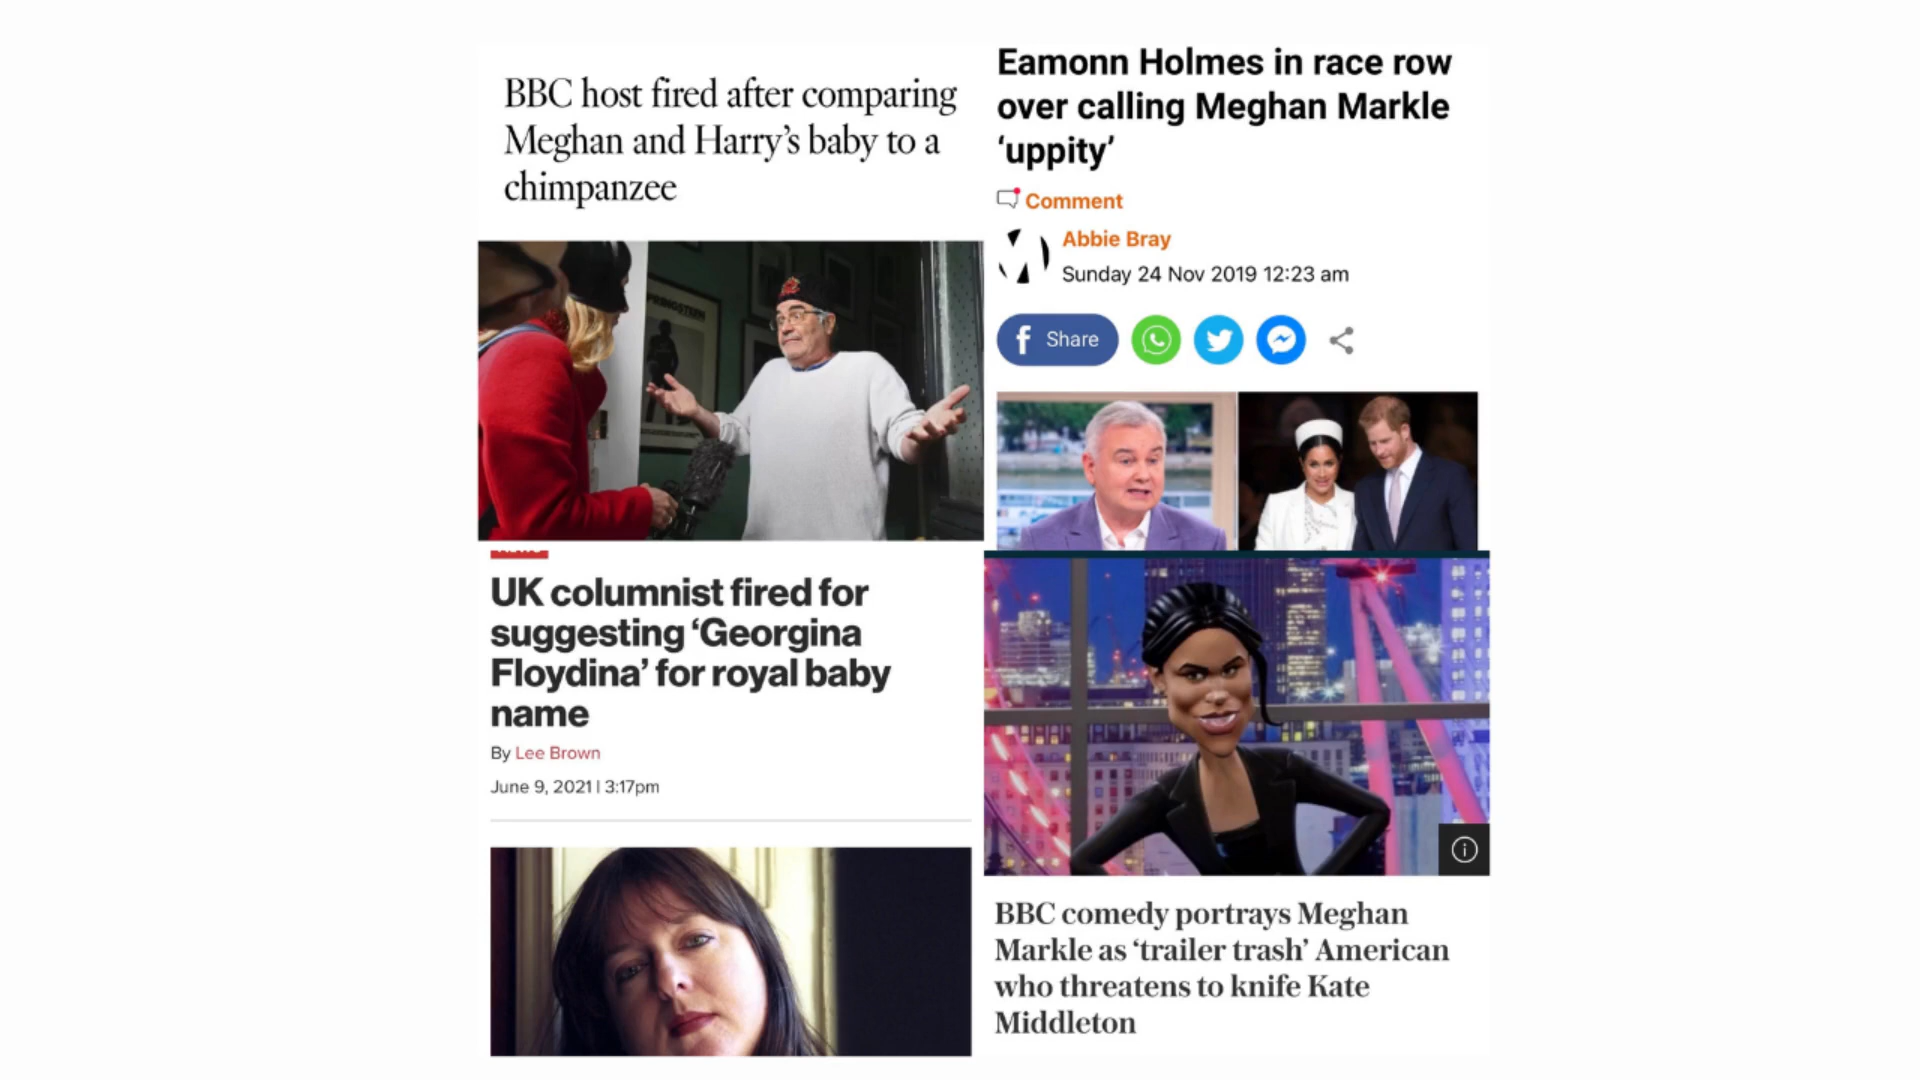 BBC host fired after comparing
Meghan and Harry's baby to a
chimpanzee
Eamonn Holmes in race row
over calling Meghan Markle
‘uppity’
Comment
Abbie Bray
Sunday 24 Nov 2019 12:23 am
f Share
UK columnist fired for
suggesting ‘Georgina
Floydina’ for royal baby
name
By Lee Brown
June 9, 2021 | 3:17pm
BBC comedy portrays Meghan
Markle as ‘trailer trash’ American
who threatens to knife Kate
Middleton